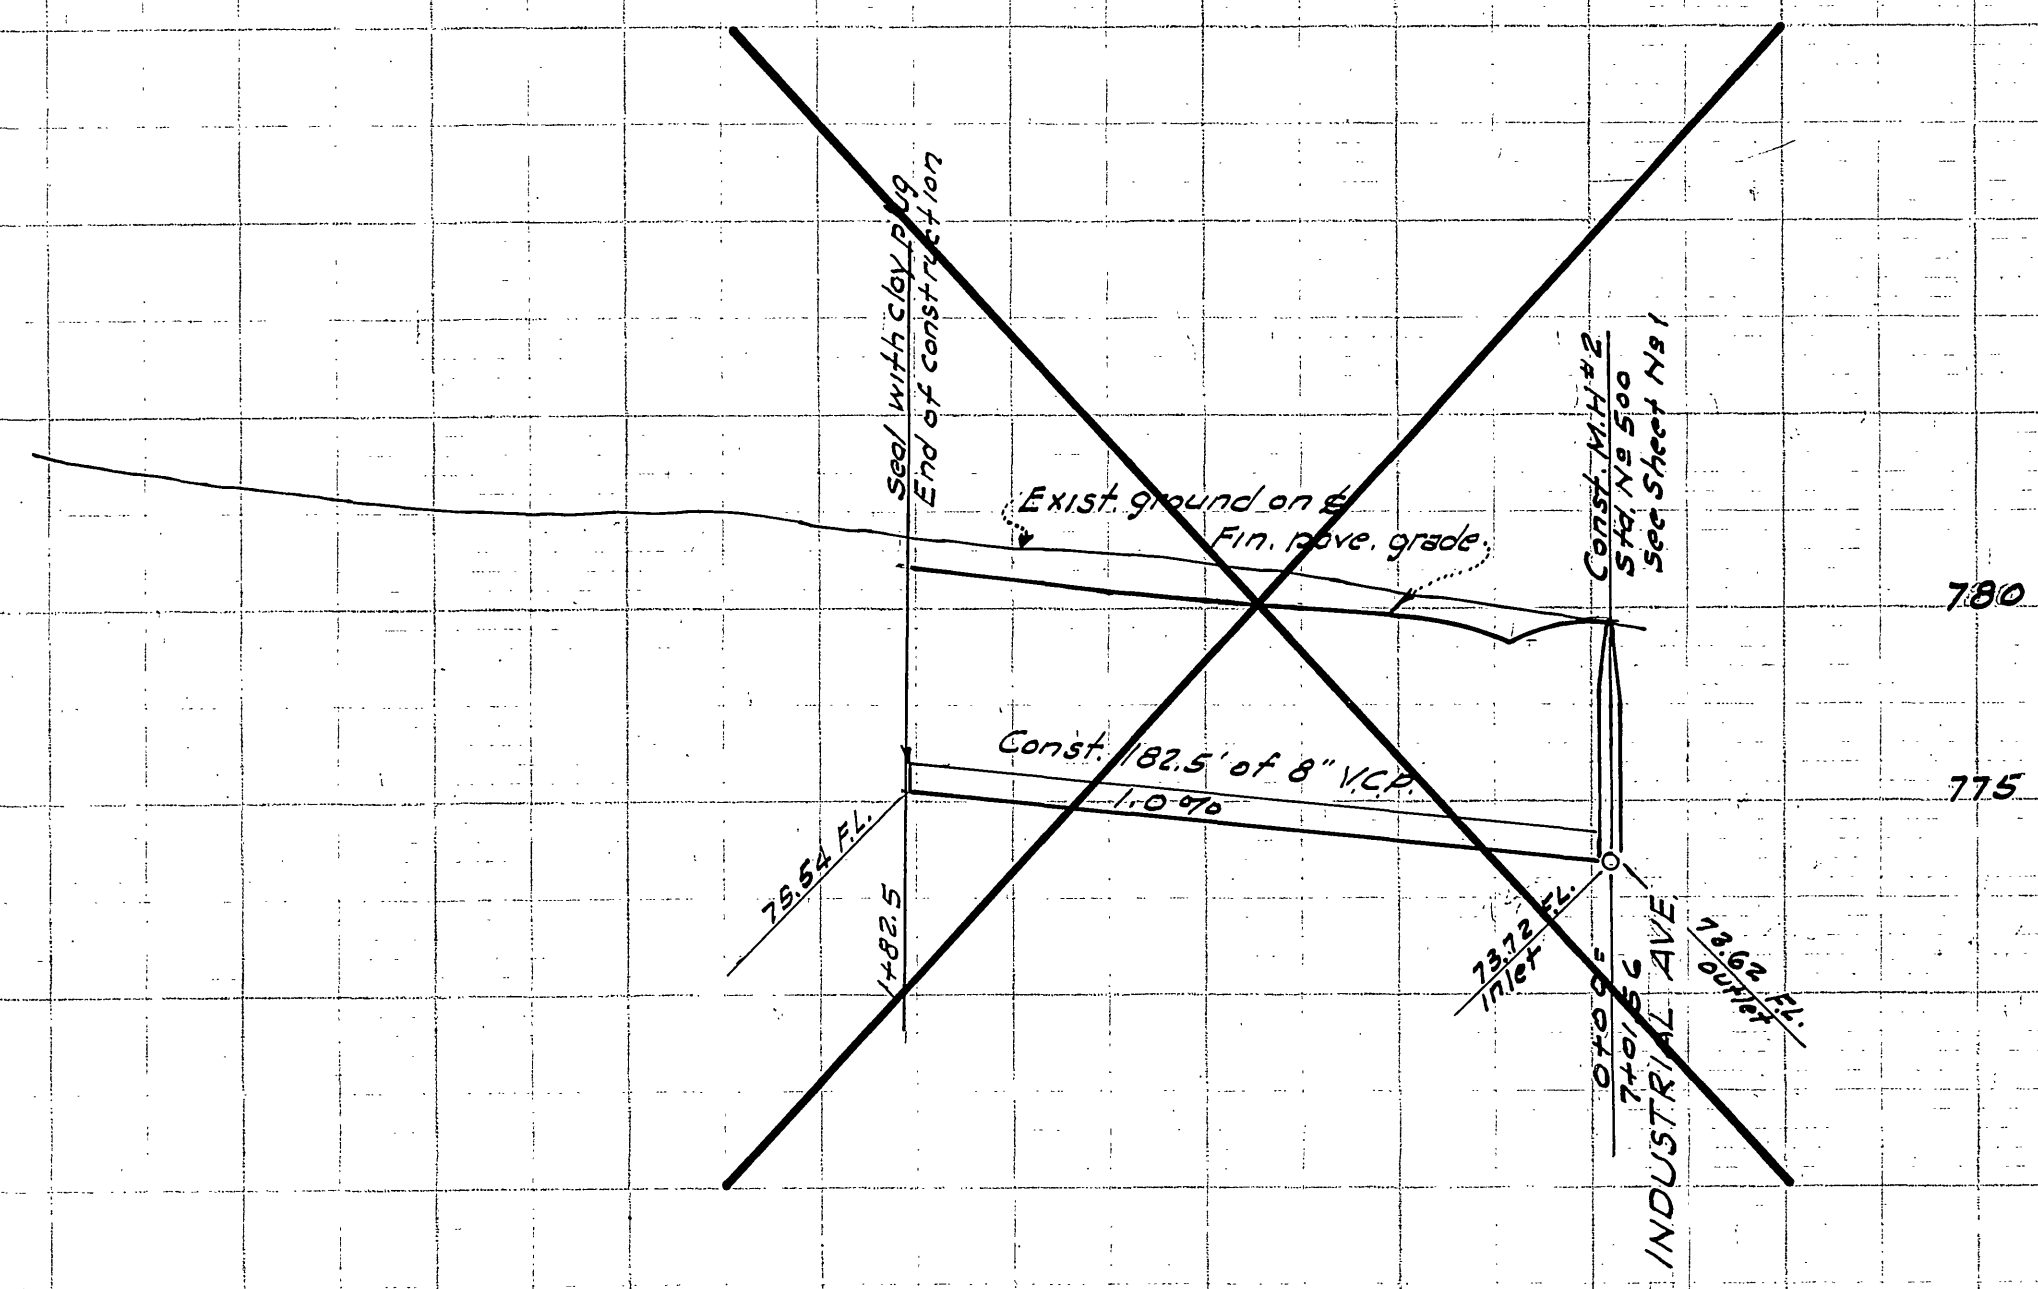 Seal with clay plug
End of construction
Exist. ground on ℄
Fin. pave. grade.
Const. M.H #2
Std. Nº 500
See Sheet Nº 1
780
775
Const. 182.5' of 8" V.C.P.
1.0 %
75.54 F.L.
1+82.5
73.72 F.L.
inlet
0+00=
7+01.56
INDUSTRIAL AVE.
73.62 F.L.
outlet